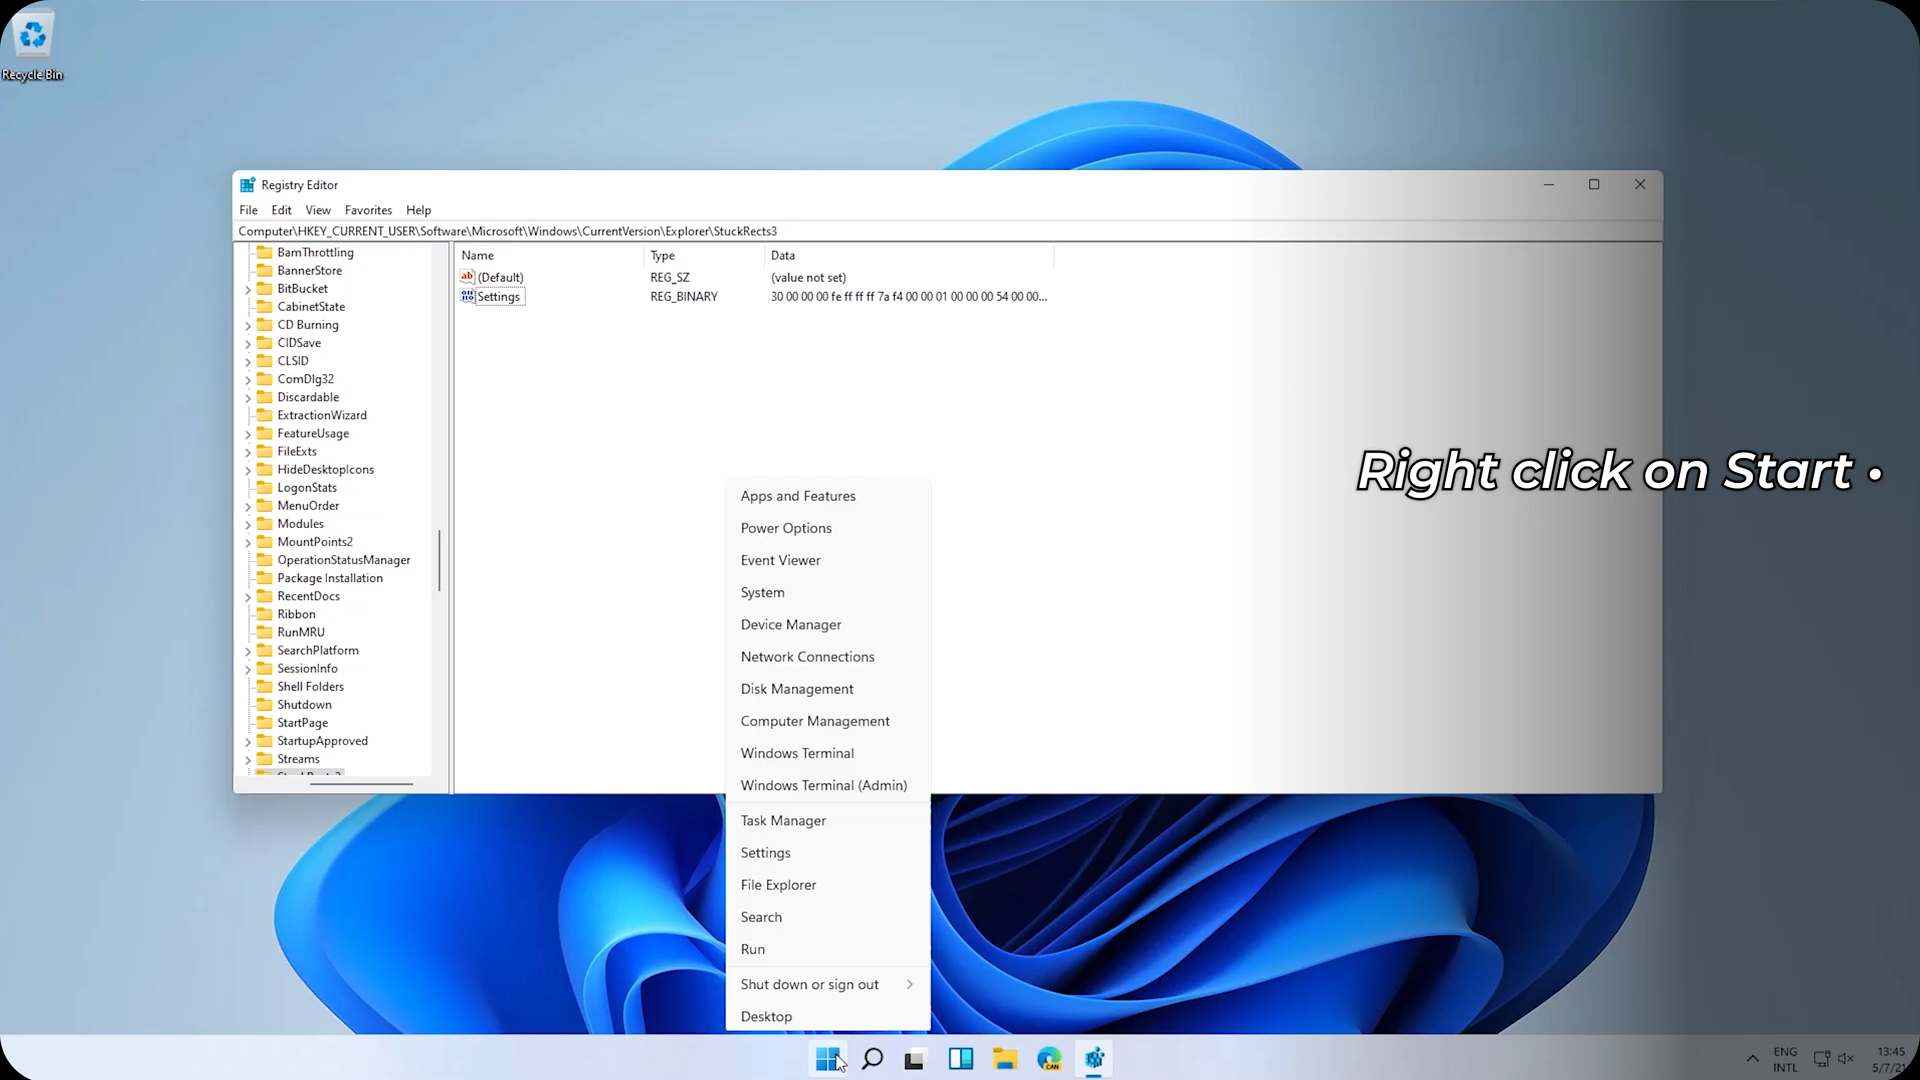 Recycle Bin
Registry Editor
File Edit View Favorites Help
Computer\HKEY_CURRENT_USER\Software\Microsoft\Windows\CurrentVersion\Explorer\StuckRects3
BamThrottling
BannerStore
BitBucket
CabinetState
CD Burning
CIDSave
CLSID
ComDlg32
Discardable
ExtractionWizard
FeatureUsage
FileExts
HideDesktopIcons
LogonStats
MenuOrder
Modules
MountPoints2
OperationStatusManager
Package Installation
RecentDocs
Ribbon
RunMRU
SearchPlatform
SessionInfo
Shell Folders
Shutdown
StartPage
StartupApproved
Streams
Name Type Data
(Default) REG_SZ (value not set)
Settings REG_BINARY 30 00 00 00 fe ff ff ff 7a f4 00 00 01 00 00 00 54 00 00...
Right click on Start •
Apps and Features
Power Options
Event Viewer
System
Device Manager
Network Connections
Disk Management
Computer Management
Windows Terminal
Windows Terminal (Admin)
Task Manager
Settings
File Explorer
Search
Run
Shut down or sign out
Desktop
CAN
ENG
INTL
13:45
5/7/21